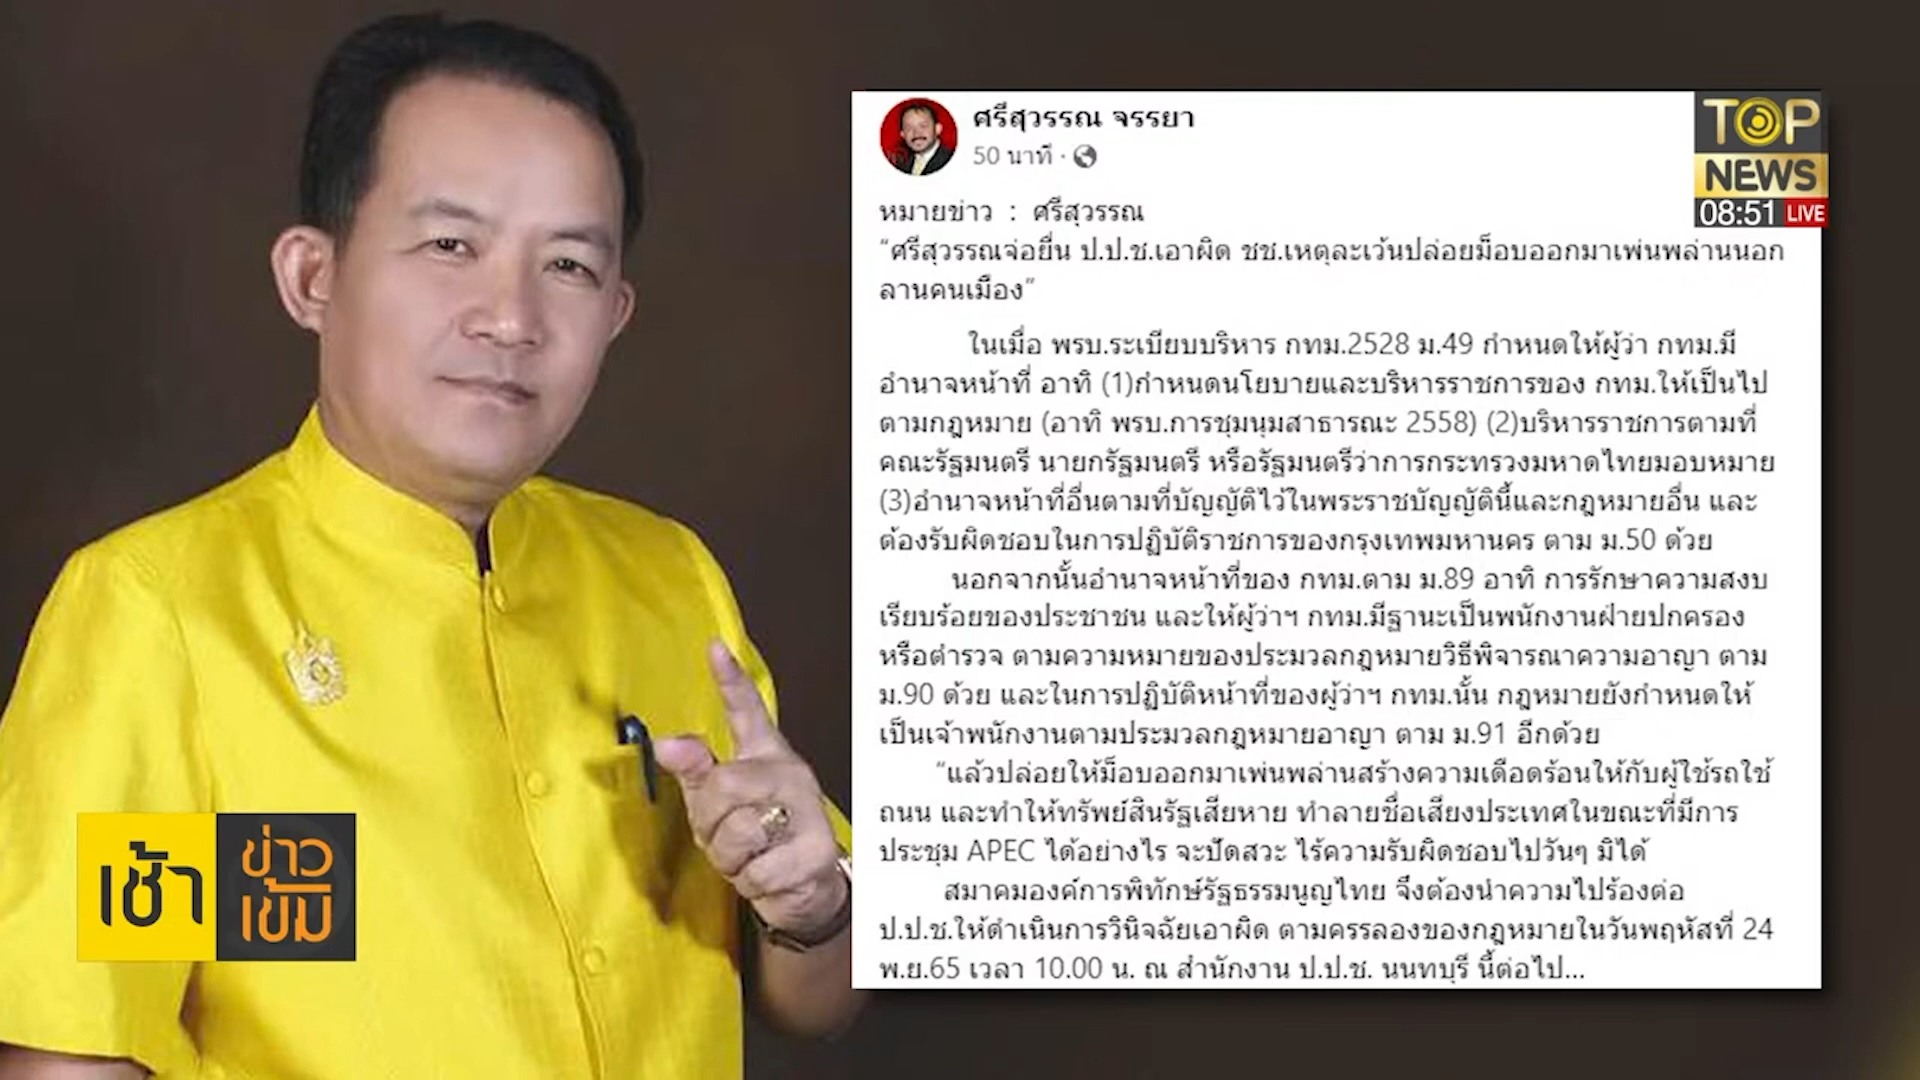 ศรีสุวรรณ จรรยา
50 นาที ·
TOP
NEWS
08:51 LIVE
หมายข่าว : ศรีสุวรรณ
“ศรีสุวรรณจ่อยื่น ป.ป.ช.เอาผิด ชช.เหตุละเว้นปล่อยม็อบออกมาเพ่นพล่านนอก
ลานคนเมือง”
ในเมื่อ พรบ.ระเบียบบริหาร กทม.2528 ม.49 กำหนดให้ผู้ว่า กทม.มี
อำนาจหน้าที่ อาทิ (1)กำหนดนโยบายและบริหารราชการของ กทม.ให้เป็นไป
ตามกฎหมาย (อาทิ พรบ.การชุมนุมสาธารณะ 2558) (2)บริหารราชการตามที่
คณะรัฐมนตรี นายกรัฐมนตรี หรือรัฐมนตรีว่าการกระทรวงมหาดไทยมอบหมาย
(3)อำนาจหน้าที่อื่นตามที่บัญญัติไว้ในพระราชบัญญัตินี้และกฎหมายอื่น และ
ต้องรับผิดชอบในการปฏิบัติราชการของกรุงเทพมหานคร ตาม ม.50 ด้วย
นอกจากนั้นอำนาจหน้าที่ของ กทม.ตาม ม.89 อาทิ การรักษาความสงบ
เรียบร้อยของประชาชน และให้ผู้ว่าฯ กทม.มีฐานะเป็นพนักงานฝ่ายปกครอง
หรือตำรวจ ตามความหมายของประมวลกฎหมายวิธีพิจารณาความอาญา ตาม
ม.90 ด้วย และในการปฏิบัติหน้าที่ของผู้ว่าฯ กทม.นั้น กฎหมายยังกำหนดให้
เป็นเจ้าพนักงานตามประมวลกฎหมายอาญา ตาม ม.91 อีกด้วย
“แล้วปล่อยให้ม็อบออกมาเพ่นพล่านสร้างความเดือดร้อนให้กับผู้ใช้รถใช้
ถนน และทำให้ทรัพย์สินรัฐเสียหาย ทำลายชื่อเสียงประเทศในขณะที่มีการ
ประชุม APEC ได้อย่างไร จะปัดสวะ ไร้ความรับผิดชอบไปวันๆ มิได้
สมาคมองค์การพิทักษ์รัฐธรรมนูญไทย จึงต้องนำความไปร้องต่อ
ป.ป.ช.ให้ดำเนินการวินิจฉัยเอาผิด ตามครรลองของกฎหมายในวันพฤหัสที่ 24
พ.ย.65 เวลา 10.00 น. ณ สำนักงาน ป.ป.ช. นนทบุรี นี้ต่อไป...
เช้า
ข่าว
เข้ม